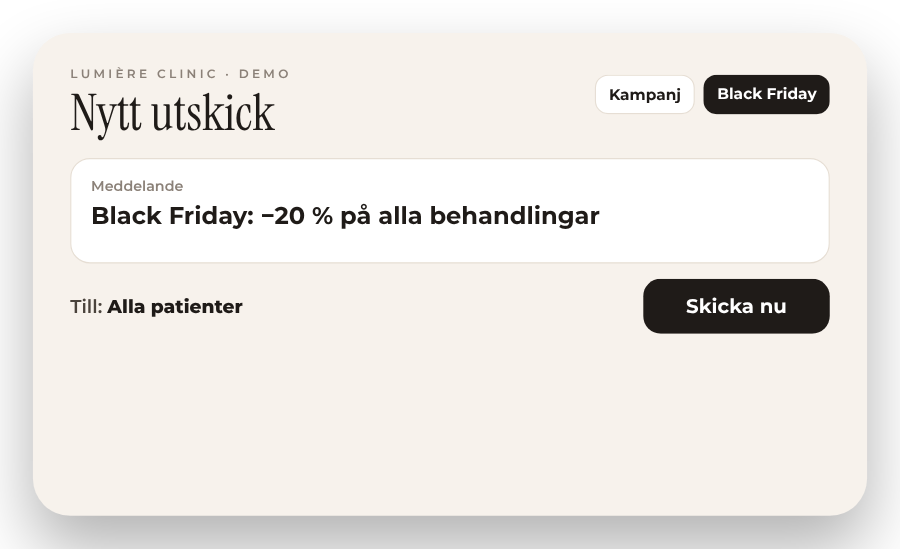 LUMIÈRE CLINIC · DEMO
Nytt utskick
Kampanj
Black Friday
Meddelande
Black Friday: −20 % på alla behandlingar
Till: Alla patienter
Skicka nu